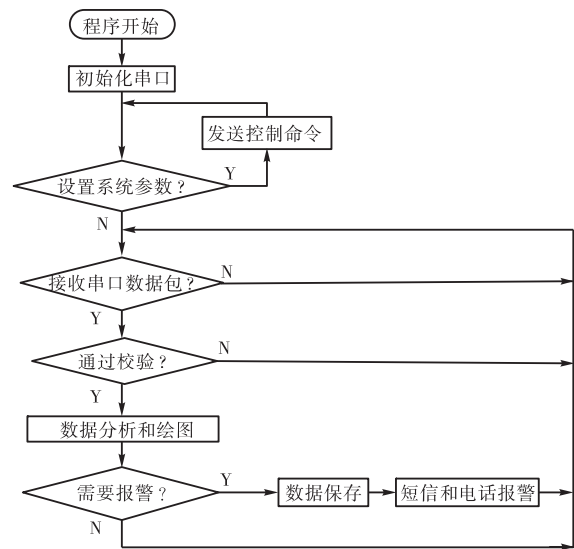 程序开始
初始化串口
发送控制命令
设置系统参数?
Y
N
接收串口数据包?
N
Y
通过校验?
N
Y
数据分析和绘图
需要报警?
Y
数据保存
短信和电话报警
N